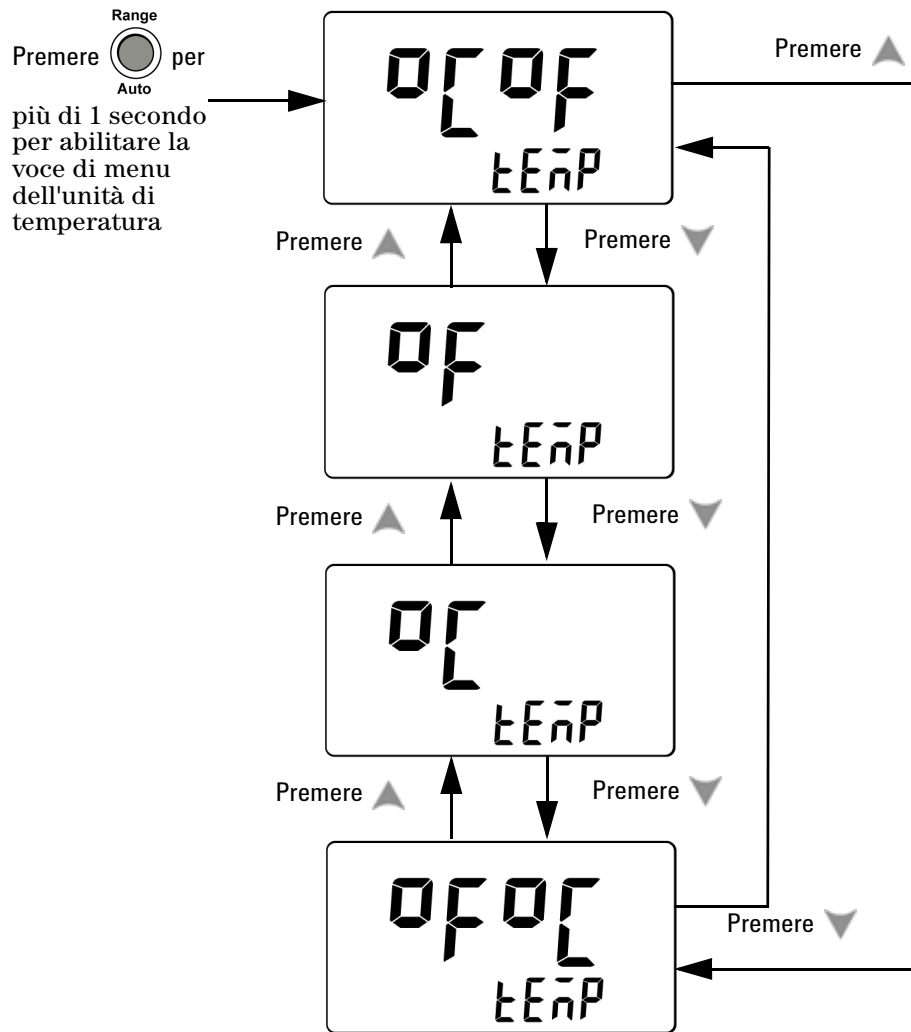 Range
Premere per
Auto
più di 1 secondo
per abilitare la
voce di menu
dell'unità di
temperatura
°C °F
tEmP
Premere
Premere
Premere
°F
tEmP
Premere
Premere
°C
tEmP
Premere
Premere
°F °C
tEmP
Premere